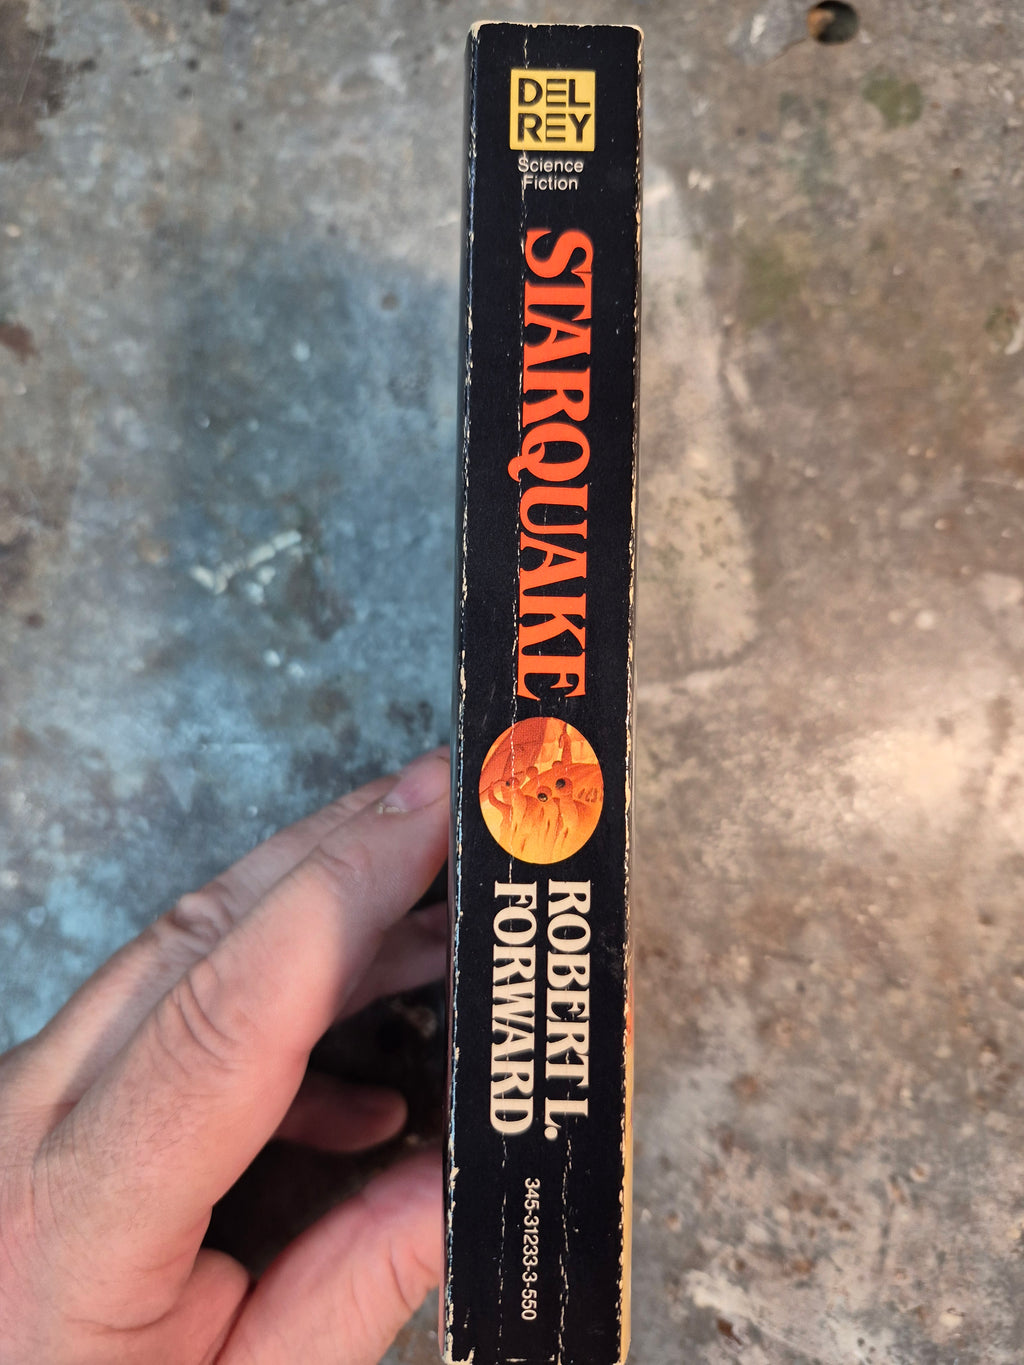 DEL
REY
Science
Fiction
STARQUAKE
ROBERT L.
FORWARD
345-31233-3-550